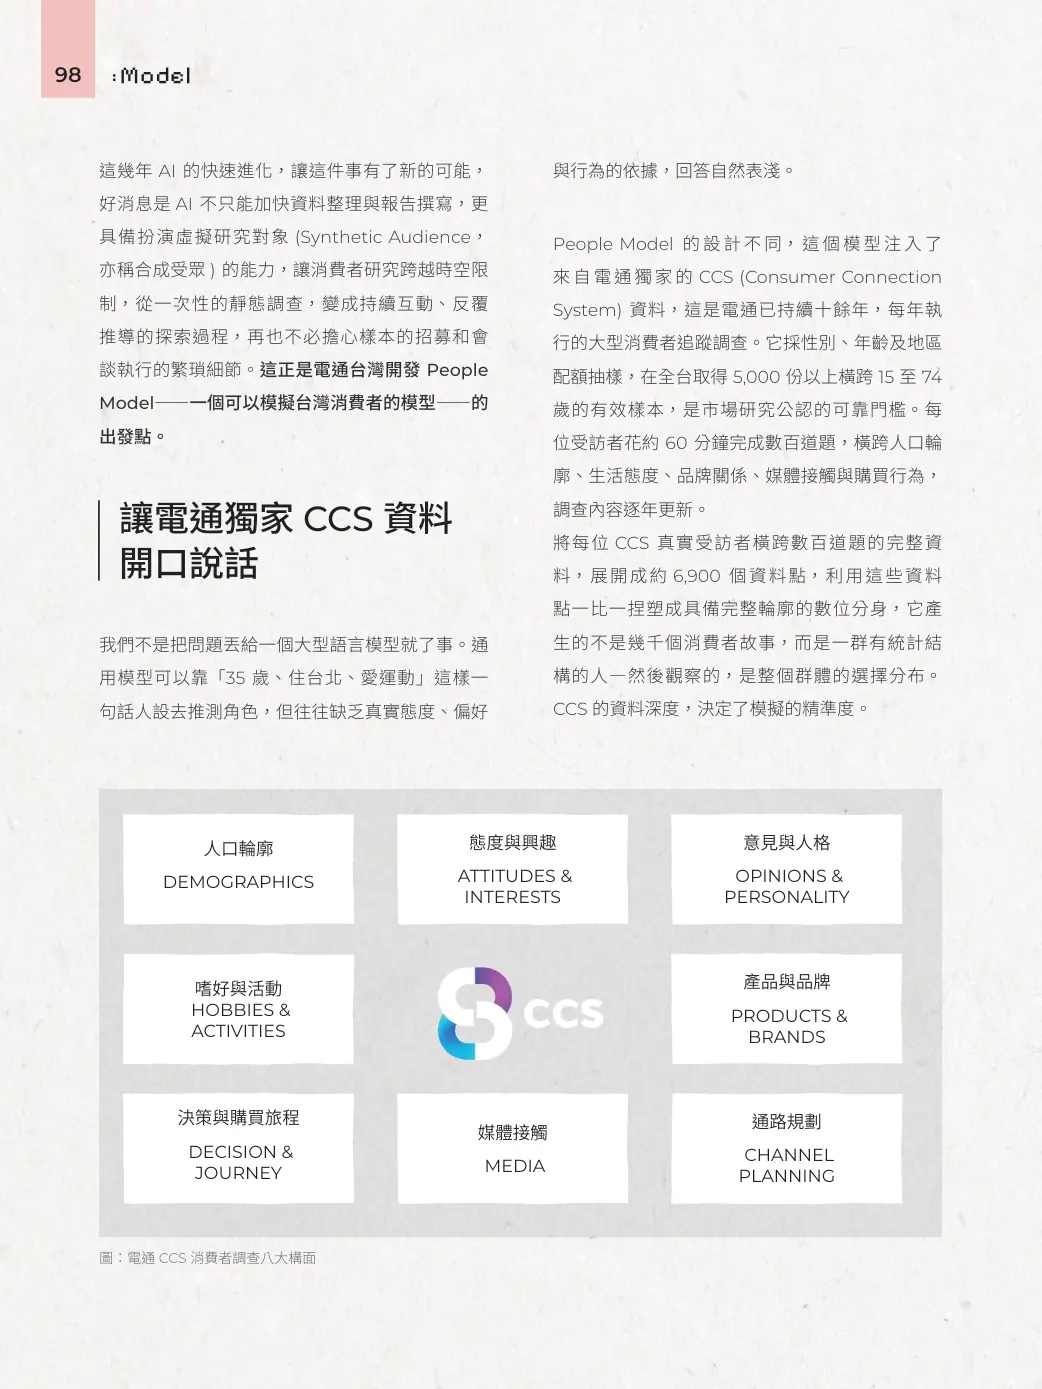 98
:Model
這幾年 AI 的快速進化，讓這件事有了新的可能，
好消息是 AI 不只能加快資料整理與報告撰寫，更
具備扮演虛擬研究對象 (Synthetic Audience，
亦稱合成受眾 ) 的能力，讓消費者研究跨越時空限
制，從一次性的靜態調查，變成持續互動、反覆
推導的探索過程，再也不必擔心樣本的招募和會
談執行的繁瑣細節。這正是電通台灣開發 People
Model──一個可以模擬台灣消費者的模型──的
出發點。
讓電通獨家 CCS 資料
開口說話
我們不是把問題丟給一個大型語言模型就了事。通
用模型可以靠「35 歲、住台北、愛運動」這樣一
句話人設去推測角色，但往往缺乏真實態度、偏好
與行為的依據，回答自然表淺。
People Model 的設計不同，這個模型注入了
來自電通獨家的 CCS (Consumer Connection
System) 資料，這是電通已持續十餘年，每年執
行的大型消費者追蹤調查。它採性別、年齡及地區
配額抽樣，在全台取得 5,000 份以上橫跨 15 至 74
歲的有效樣本，是市場研究公認的可靠門檻。每
位受訪者花約 60 分鐘完成數百道題，橫跨人口輪
廓、生活態度、品牌關係、媒體接觸與購買行為，
調查內容逐年更新。
將每位 CCS 真實受訪者橫跨數百道題的完整資
料，展開成約 6,900 個資料點，利用這些資料
點一比一捏塑成具備完整輪廓的數位分身，它產
生的不是幾千個消費者故事，而是一群有統計結
構的人—然後觀察的，是整個群體的選擇分布。
CCS 的資料深度，決定了模擬的精準度。
人口輪廓
DEMOGRAPHICS
態度與興趣
ATTITUDES &
INTERESTS
意見與人格
OPINIONS &
PERSONALITY
嗜好與活動
HOBBIES &
ACTIVITIES
CCS
產品與品牌
PRODUCTS &
BRANDS
決策與購買旅程
DECISION &
JOURNEY
媒體接觸
MEDIA
通路規劃
CHANNEL
PLANNING
圖：電通 CCS 消費者調查八大構面